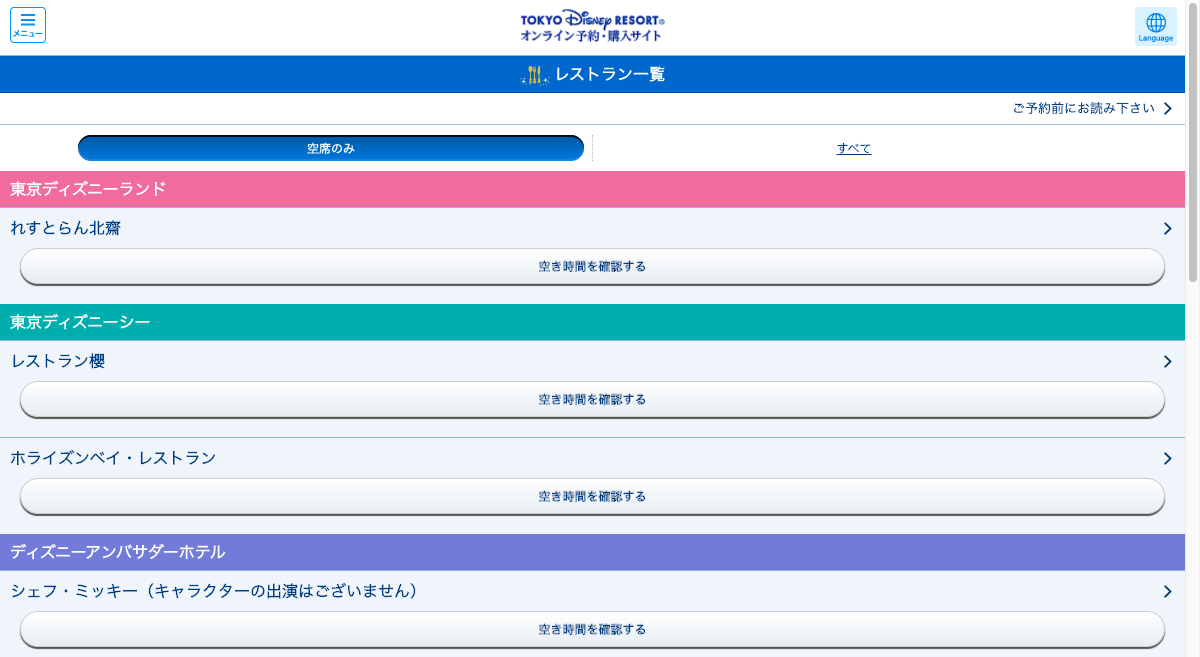 メニュー
TOKYO Disney RESORT®
オンライン予約・購入サイト
Language
レストラン一覧
ご予約前にお読み下さい
空席のみ
すべて
東京ディズニーランド
れすとらん北齋
空き時間を確認する
東京ディズニーシー
レストラン櫻
空き時間を確認する
ホライズンベイ・レストラン
空き時間を確認する
ディズニーアンバサダーホテル
シェフ・ミッキー（キャラクターの出演はございません）
空き時間を確認する